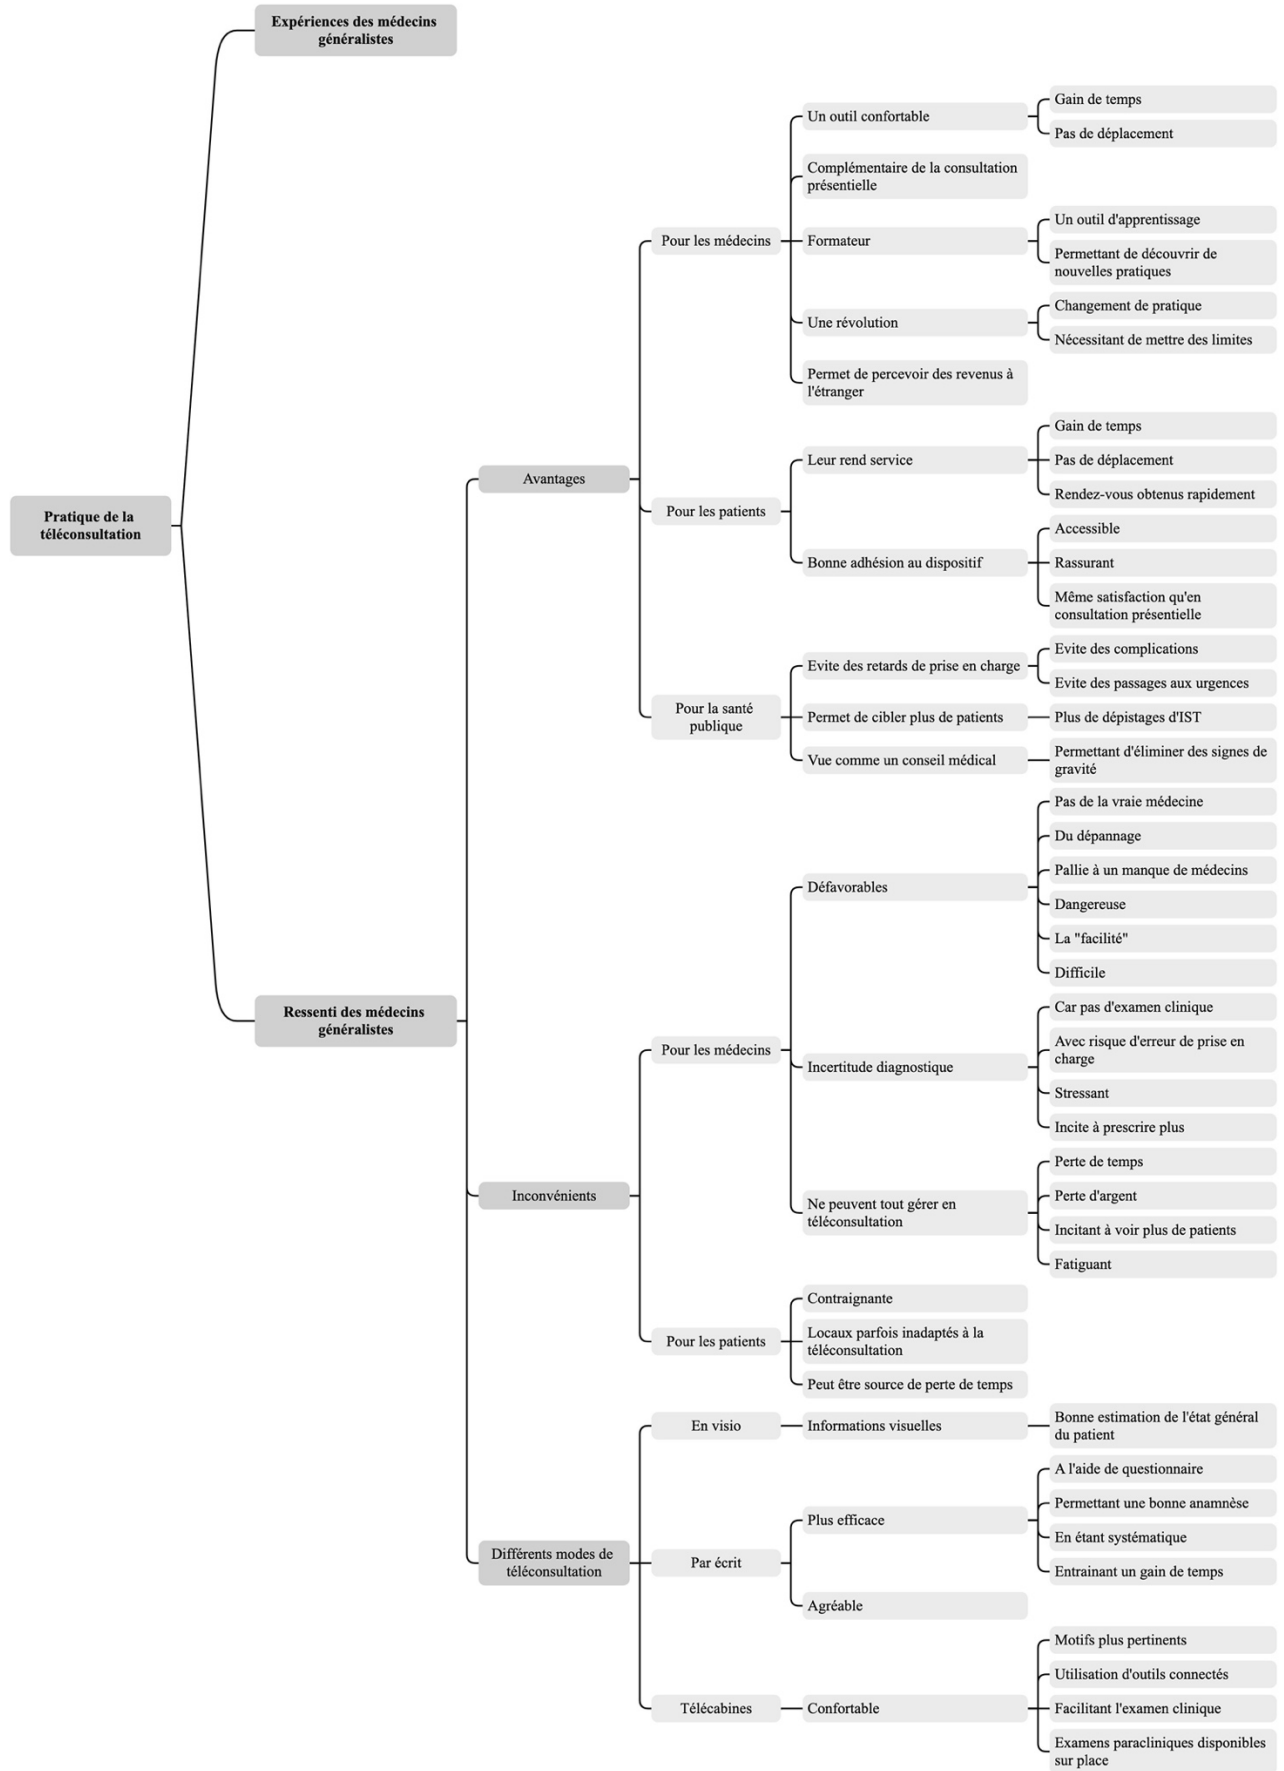 Expériences des médecins
généralistes
Pratique de la
téléconsultation
Ressenti des médecins
généralistes
Avantages
Pour les médecins
Un outil confortable
Gain de temps
Pas de déplacement
Complémentaire de la consultation
présentielle
Formateur
Un outil d'apprentissage
Permettant de découvrir de
nouvelles pratiques
Une révolution
Changement de pratique
Nécessitant de mettre des limites
Permet de percevoir des revenus à
l'étranger
Pour les patients
Leur rend service
Gain de temps
Pas de déplacement
Rendez-vous obtenus rapidement
Bonne adhésion au dispositif
Accessible
Rassurant
Même satisfaction qu'en
consultation présentielle
Pour la santé
publique
Evite des retards de prise en charge
Evite des complications
Evite des passages aux urgences
Permet de cibler plus de patients
Plus de dépistages d'IST
Vue comme un conseil médical
Permettant d'éliminer des signes de
gravité
Inconvénients
Pour les médecins
Défavorables
Pas de la vraie médecine
Du dépannage
Pallie à un manque de médecins
Dangereuse
La "facilité"
Difficile
Incertitude diagnostique
Car pas d'examen clinique
Avec risque d'erreur de prise en
charge
Stressant
Incite à prescrire plus
Ne peuvent tout gérer en
téléconsultation
Perte de temps
Perte d'argent
Incitant à voir plus de patients
Fatiguant
Pour les patients
Contraignante
Locaux parfois inadaptés à la
téléconsultation
Peut être source de perte de temps
Différents modes de
téléconsultation
En visio
Informations visuelles
Bonne estimation de l'état général
du patient
Par écrit
Plus efficace
A l'aide de questionnaire
Permettant une bonne anamnèse
En étant systématique
Entrainant un gain de temps
Agréable
Télécabines
Confortable
Motifs plus pertinents
Utilisation d'outils connectés
Facilitant l'examen clinique
Examens paracliniques disponibles
sur place